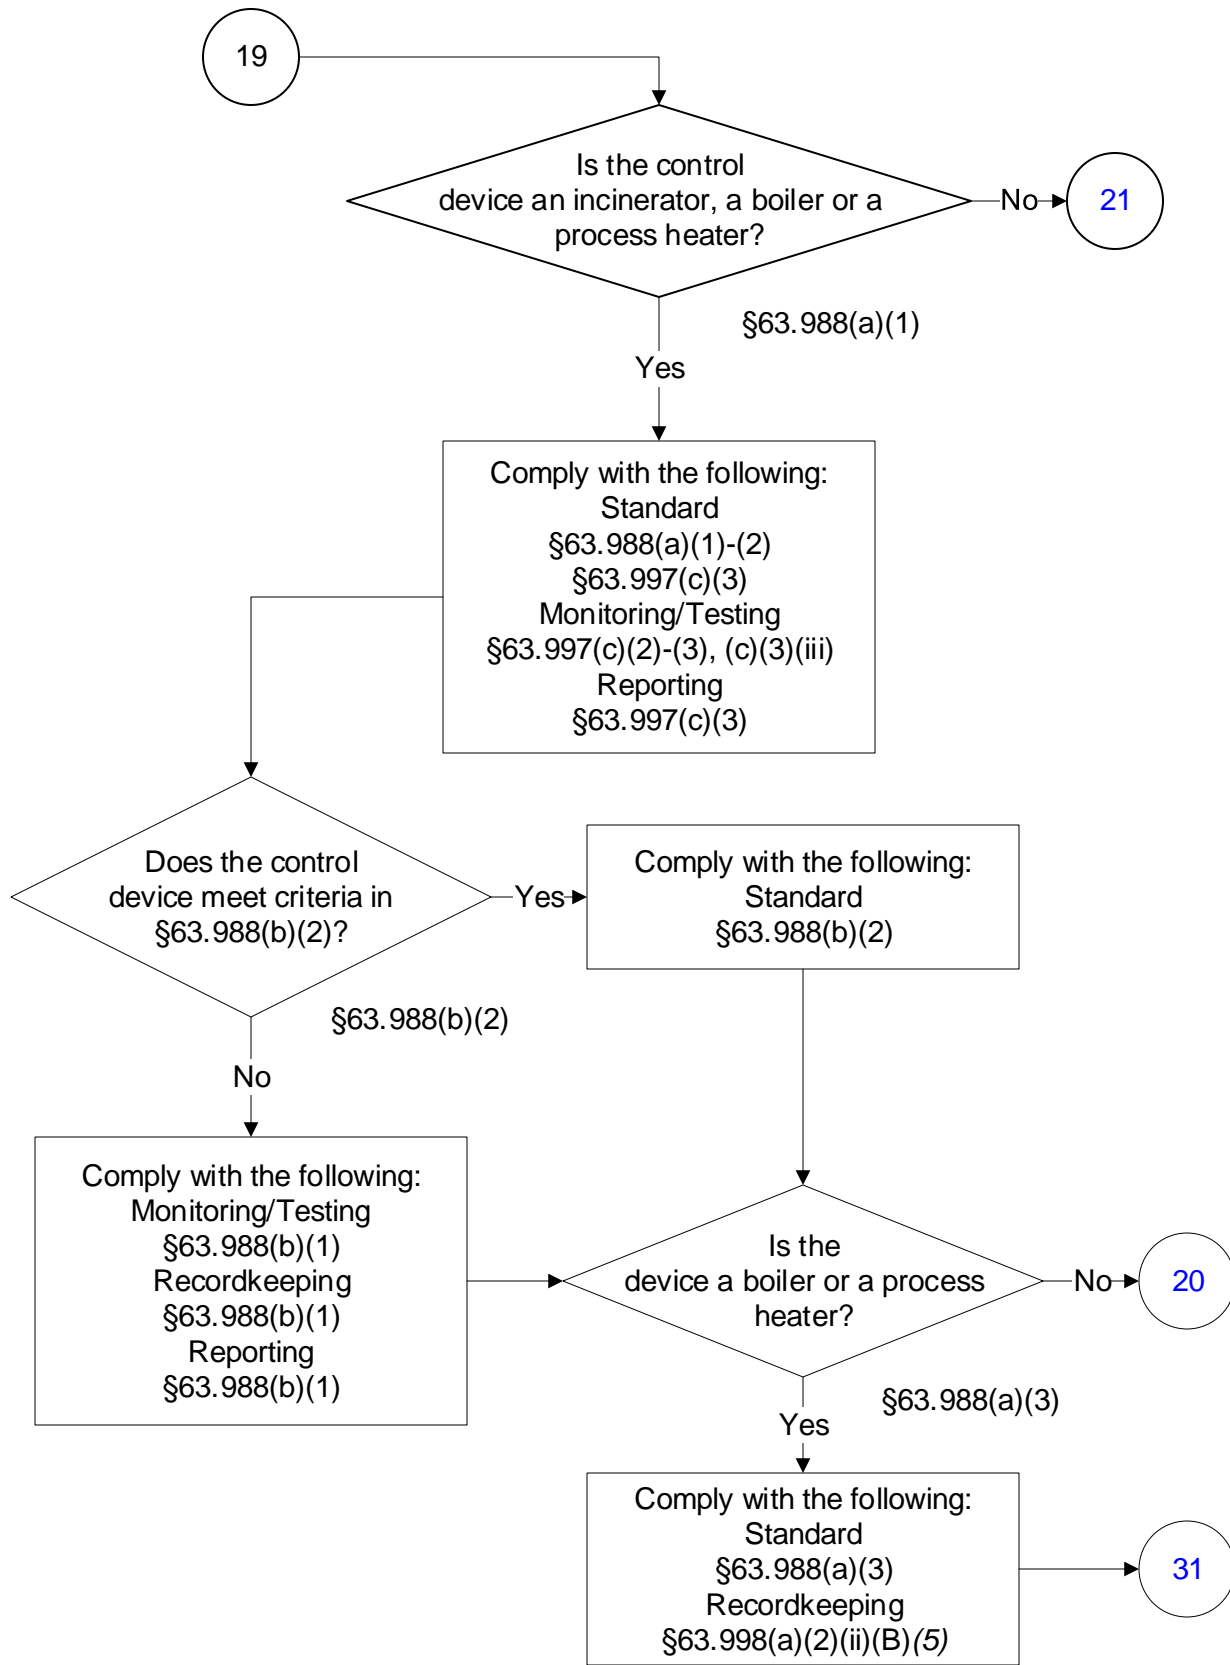 19
Is the control
device an incinerator, a boiler or a
process heater?
No
21
§63.988(a)(1)
Yes
Comply with the following:
Standard
§63.988(a)(1)-(2)
§63.997(c)(3)
Monitoring/Testing
§63.997(c)(2)-(3), (c)(3)(iii)
Reporting
§63.997(c)(3)
Does the control
device meet criteria in
§63.988(b)(2)?
Yes
Comply with the following:
Standard
§63.988(b)(2)
§63.988(b)(2)
No
Comply with the following:
Monitoring/Testing
§63.988(b)(1)
Recordkeeping
§63.988(b)(1)
Reporting
§63.988(b)(1)
Is the
device a boiler or a process
heater?
No
20
§63.988(a)(3)
Yes
Comply with the following:
Standard
§63.988(a)(3)
Recordkeeping
§63.998(a)(2)(ii)(B)(5)
31